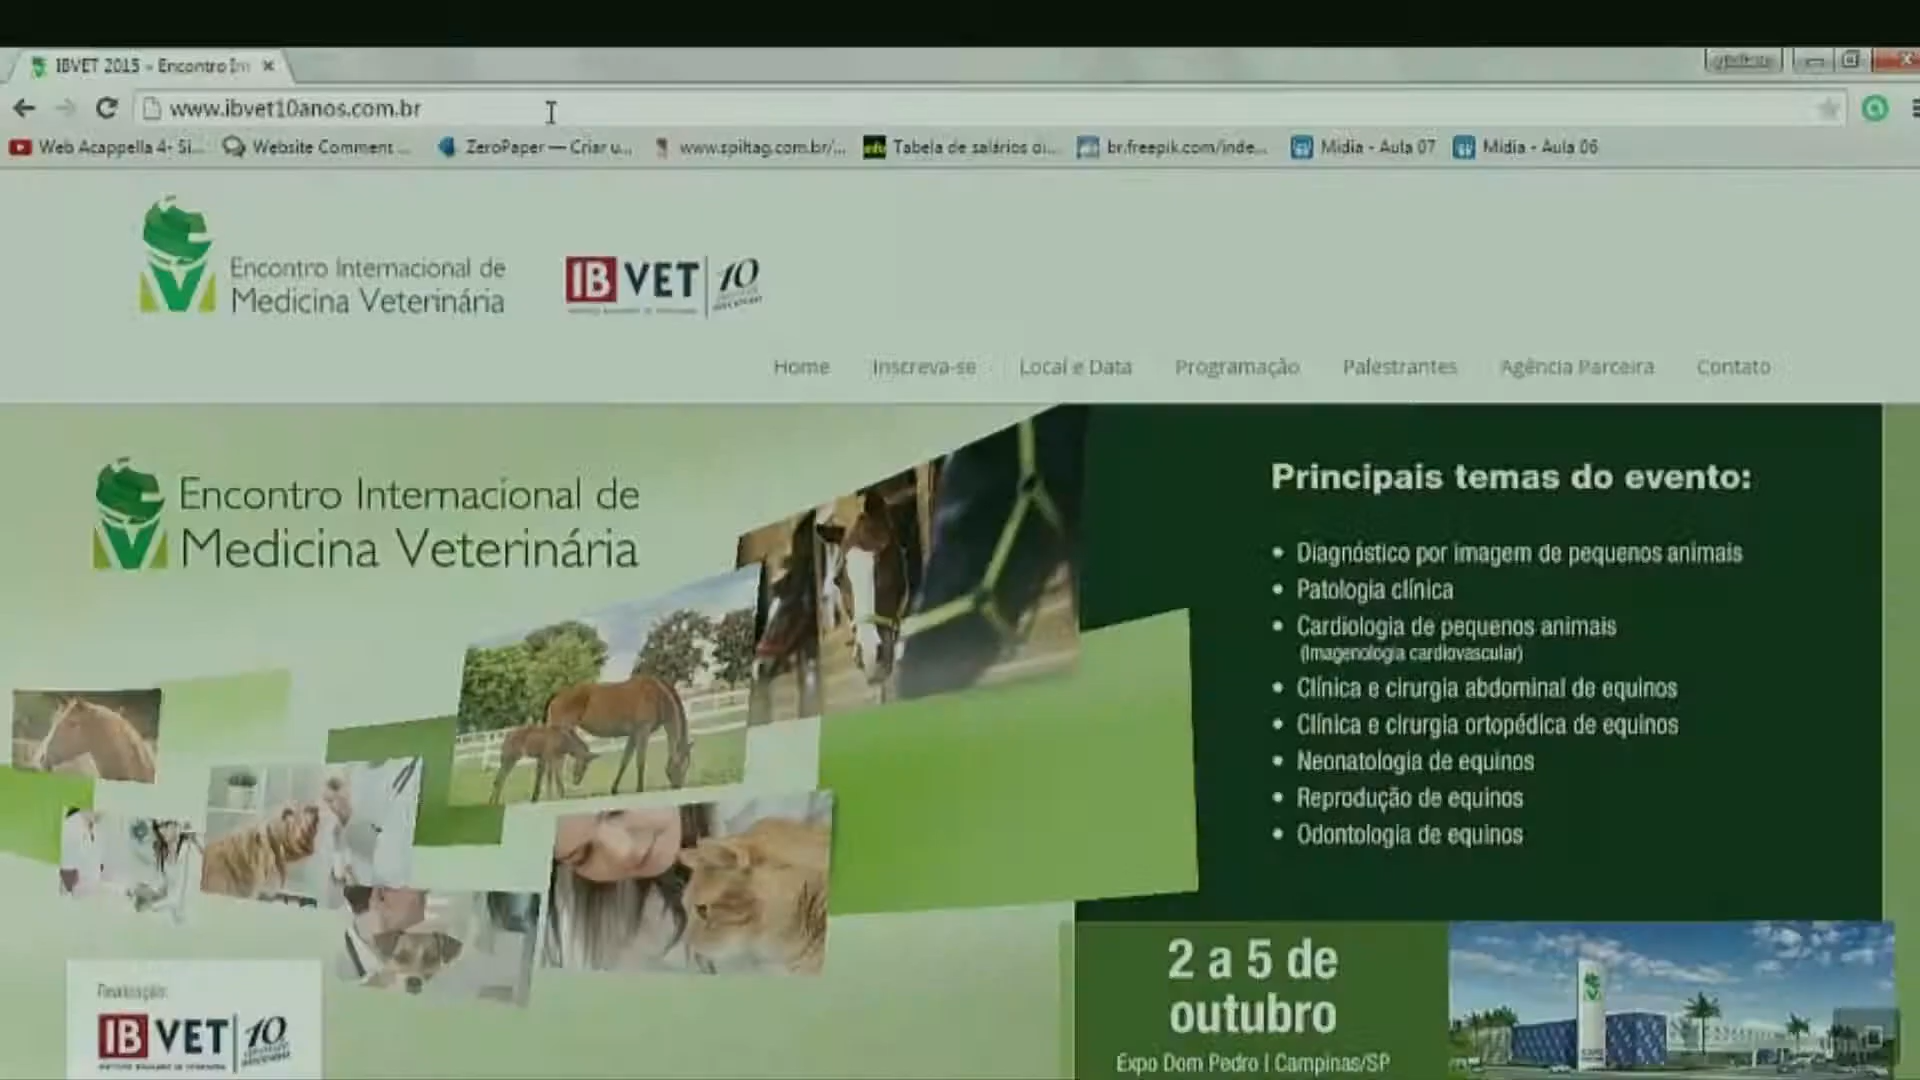 IBVET 2015 - Encontro In
www.ibvet10anos.com.br
Web Acappella 4- Si...
Website Comment ...
ZeroPaper — Criar u...
www.spiltag.com.br/...
Tabela de salários di...
br.freepik.com/inde...
Midia - Aula 07
Midia - Aula 06
Encontro Internacional de
Medicina Veterinária
IB VET 10
Home
Inscreva-se
Local e Data
Programação
Palestrantes
Agência Parceira
Contato
Encontro Internacional de
Medicina Veterinária
Principais temas do evento:
• Diagnóstico por imagem de pequenos animais
• Patologia clínica
• Cardiologia de pequenos animais
(Imagenologia cardiovascular)
• Clínica e cirurgia abdominal de equinos
• Clínica e cirurgia ortopédica de equinos
• Neonatologia de equinos
• Reprodução de equinos
• Odontologia de equinos
Realização:
IB VET 10
2 a 5 de
outubro
Expo Dom Pedro | Campinas/SP